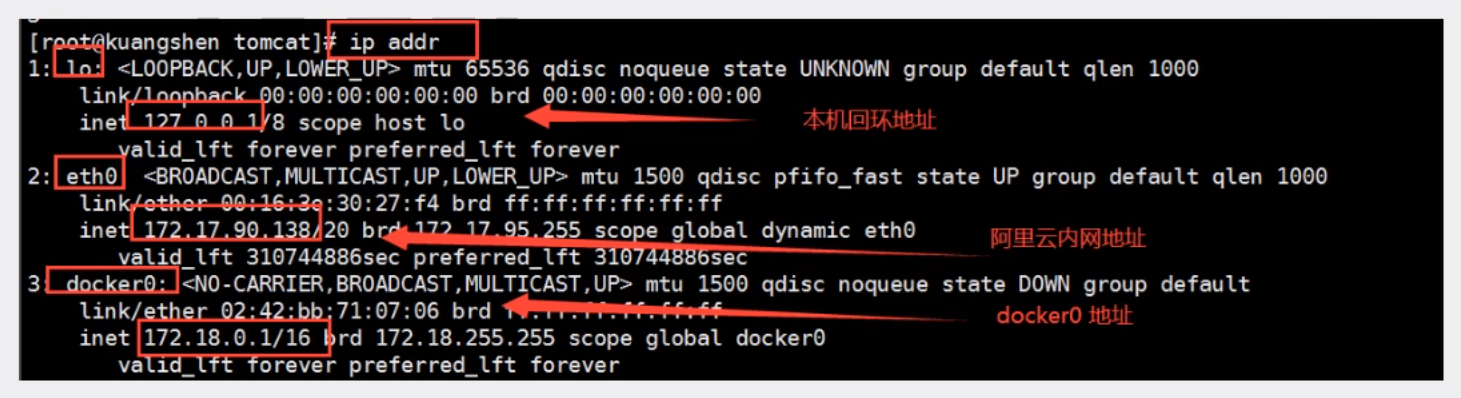 [root@kuangshen tomcat]# ip addr
1: lo: <LOOPBACK,UP,LOWER_UP> mtu 65536 qdisc noqueue state UNKNOWN group default qlen 1000
link/loopback 00:00:00:00:00:00 brd 00:00:00:00:00:00
inet 127.0.0.1/8 scope host lo
本机回环地址
valid_lft forever preferred_lft forever
2: eth0 <BROADCAST,MULTICAST,UP,LOWER_UP> mtu 1500 qdisc pfifo_fast state UP group default qlen 1000
link/ether 00:16:3e:30:27:f4 brd ff:ff:ff:ff:ff:ff
inet 172.17.90.138/20 brd 172.17.95.255 scope global dynamic eth0
阿里云内网地址
valid_lft 310744886sec preferred_lft 310744886sec
3: docker0: <NO-CARRIER,BROADCAST,MULTICAST,UP> mtu 1500 qdisc noqueue state DOWN group default
link/ether 02:42:bb:71:07:06 brd ff:ff:ff:ff:ff:ff
docker0 地址
inet 172.18.0.1/16 brd 172.18.255.255 scope global docker0
valid_lft forever preferred_lft forever